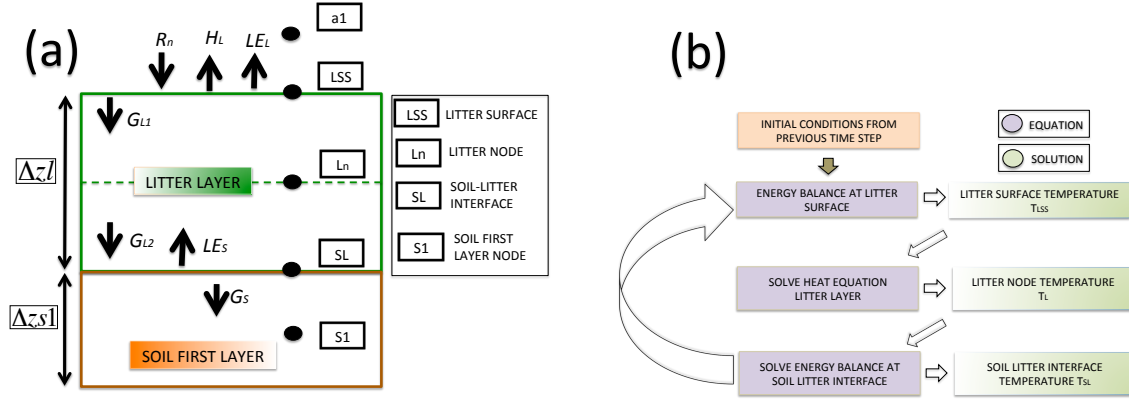 (a)
a1
Rn
HL
LEL
LSS
GL1
Δzl
Ln
LITTER LAYER
GL2
LES
SL
GS
Δzs1
S1
SOIL FIRST LAYER
LSS LITTER SURFACE
Ln LITTER NODE
SL SOIL-LITTER
INTERFACE
S1 SOIL FIRST
LAYER NODE
(b)
INITIAL CONDITIONS FROM
PREVIOUS TIME STEP
EQUATION
SOLUTION
ENERGY BALANCE AT LITTER
SURFACE
LITTER SURFACE TEMPERATURE
TLSS
SOLVE HEAT EQUATION
LITTER LAYER
LITTER NODE TEMPERATURE
TL
SOLVE ENERGY BALANCE AT
SOIL LITTER INTERFACE
SOIL LITTER INTERFACE
TEMPERATURE TSL